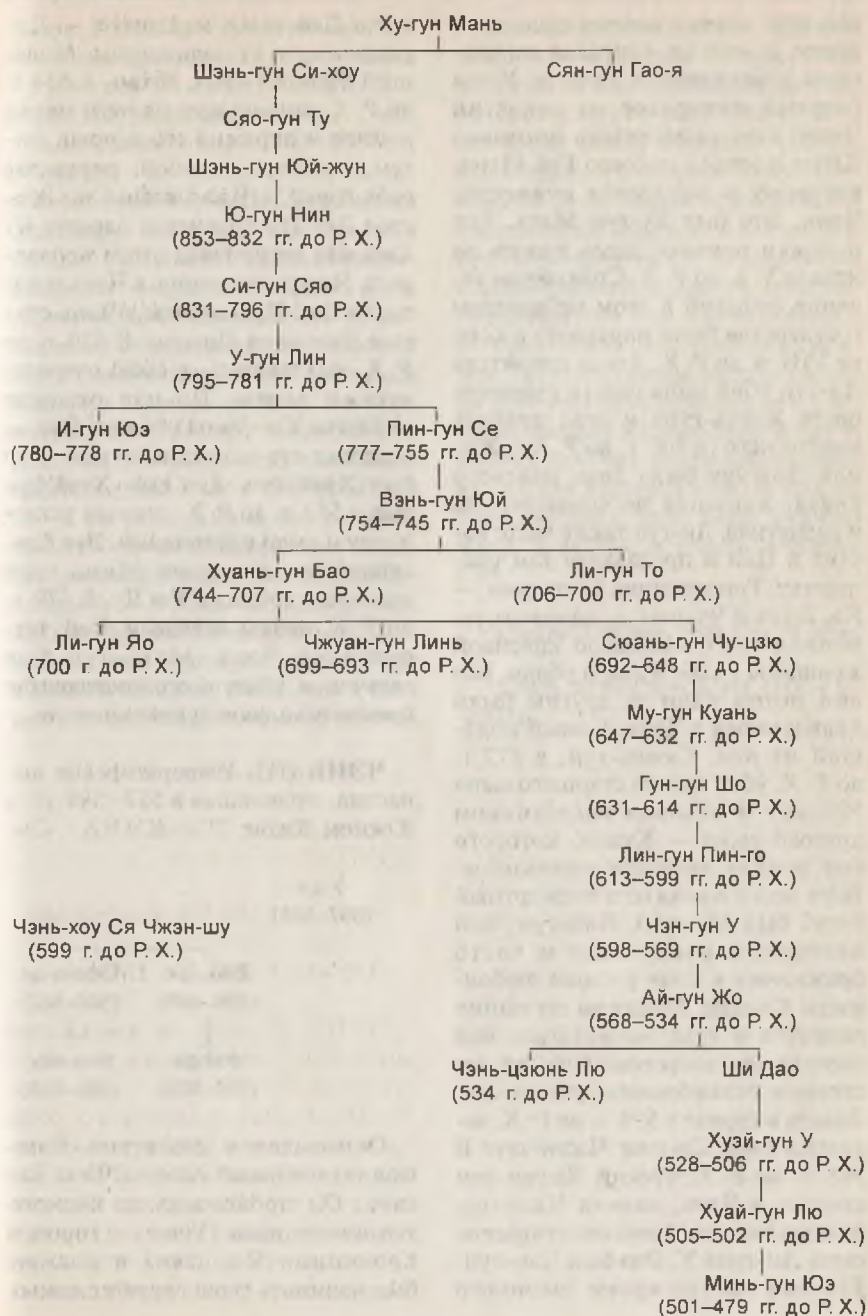 Ху-гун Мань
Шэнь-гун Си-хоу Сян-гун Гао-я
Сяо-гун Ту
Шэнь-гун Юй-жун
Ю-гун Нин
(853–832 гг. до Р. Х.)
Си-гун Сяо
(831–796 гг. до Р. Х.)
У-гун Лин
(795–781 гг. до Р. Х.)
И-гун Юэ Пин-гун Се
(780–778 гг. до Р. Х.) (777–755 гг. до Р. Х.)
Вэнь-гун Юй
(754–745 гг. до Р. Х.)
Хуань-гун Бао Ли-гун То
(744–707 гг. до Р. Х.) (706–700 гг. до Р. Х.)
Ли-гун Яо Чжуан-гун Линь Сюань-гун Чу-цзю
(700 г до Р. Х.) (699–693 гг. до Р. Х.) (692–648 гг. до Р. Х.)
Му-гун Куань
(647–632 гг. до Р. Х.)
Гун-гун Шо
(631–614 гг. до Р. Х.)
Лин-гун Пин-го
(613–599 гг. до Р. Х.)
Чэнь-хоу Ся Чжэн-шу Чэн-гун У
(599 г. до Р. Х.) (598–569 гг. до Р. Х.)
Ай-гун Жо
(568–534 гг. до Р. Х.)
Чэнь-цзюнь Лю Ши Дао
(534 г. до Р. Х.)
Хуэй-гун У
(528–506 гг. до Р. Х.)
Хуай-гун Лю
(505–502 гг. до Р. Х.)
Минь-гун Юэ
(501–479 гг. до Р. Х.)